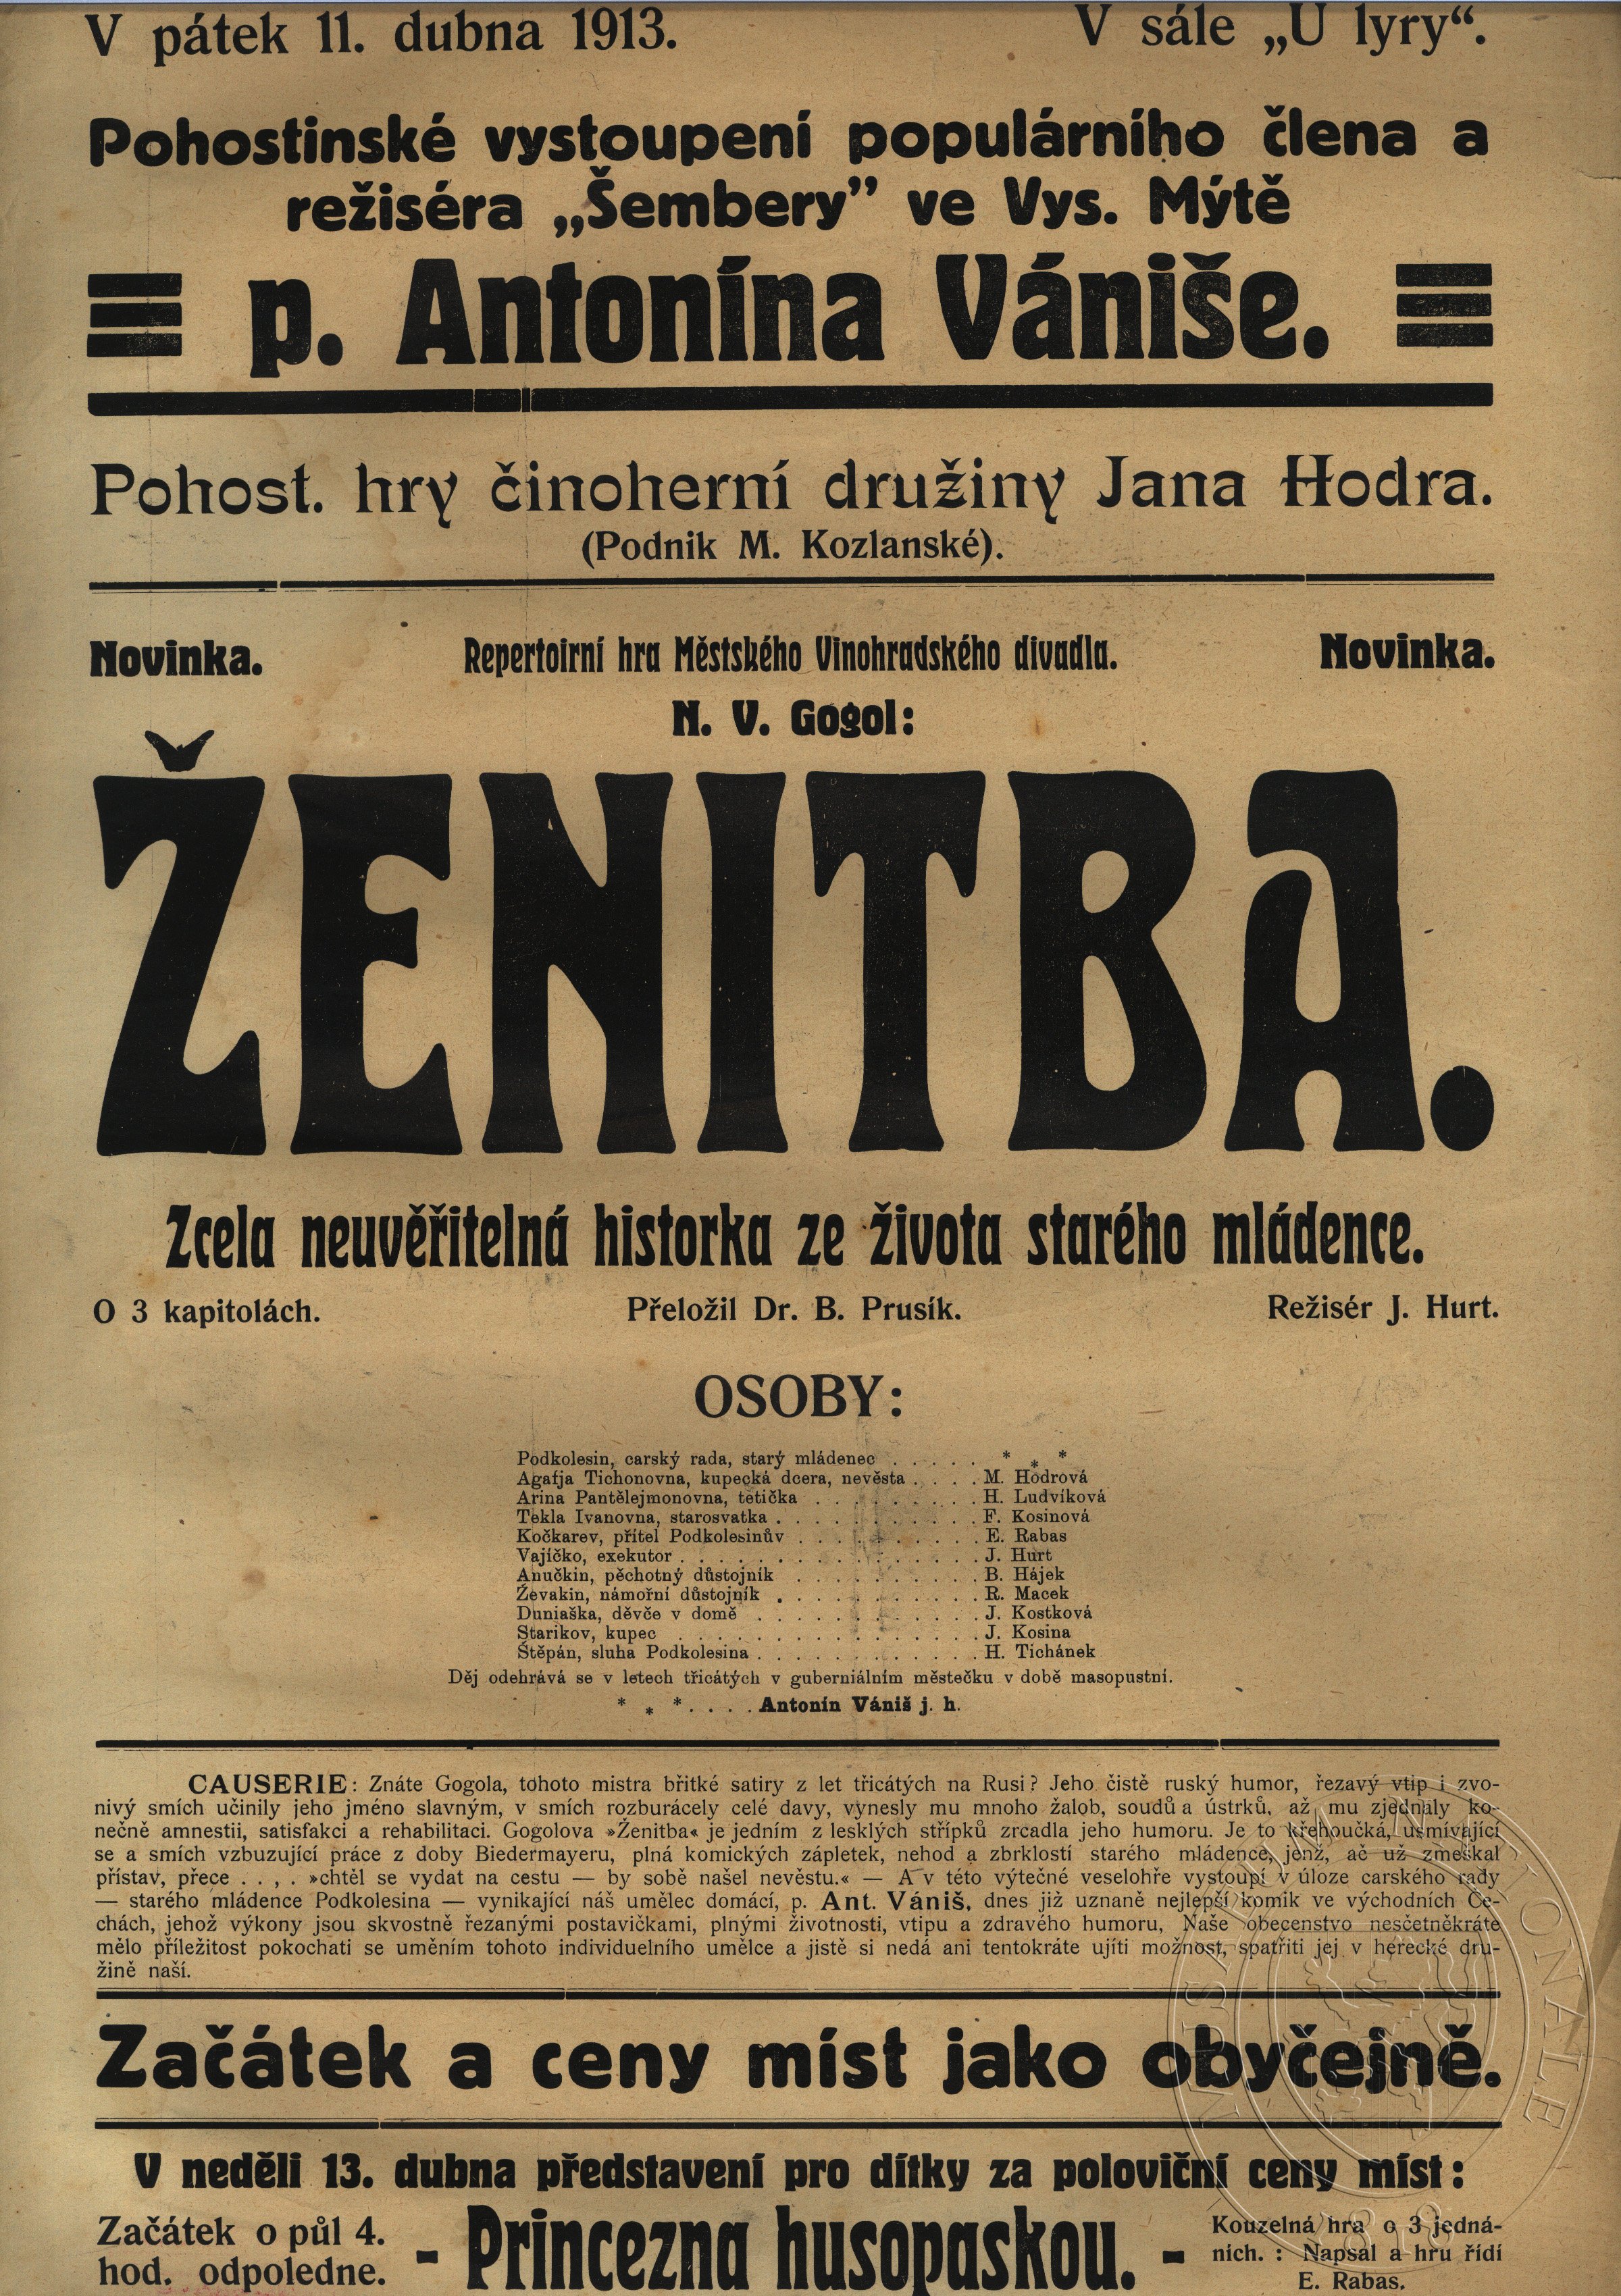 V pátek 11. dubna 1913. V sále „U lyry“.
Pohostinské vystoupení populárního člena a
režiséra „Šembery” ve Vys. Mýtě
p. Antonína Vániše.
Pohost. hry činoherní družiny Jana Hodra.
(Podnik M. Kozlanské).
Novinka. Repertoirní hra Městského Vinohradského divadla. Novinka.
N. V. Gogol:
ŽENITBA.
Zcela neuvěřitelná historka ze života starého mládence.
O 3 kapitolách. Přeložil Dr. B. Prusík. Režisér J. Hurt.
OSOBY:
Podkolesin, carský rada, starý mládenec . . . . . * * *
Agafja Tichonovna, kupecká dcera, nevěsta . . . . M. Hodrová
Arina Pantělejmonovna, tetička . . . . . . . . . H. Ludvíková
Tekla Ivanovna, starosvatka . . . . . . . . . . . F. Kosinová
Kočkarev, přítel Podkolesinův . . . . . . . . . . E. Rabas
Vajíčko, exekutor . . . . . . . . . . . . . . . . J. Hurt
Anučkin, pěchotný důstojník . . . . . . . . . . B. Hájek
Ževakin, námořní důstojník . . . . . . . . . . . R. Macek
Duniaška, děvče v domě . . . . . . . . . . . . J. Kostková
Starikov, kupec . . . . . . . . . . . . . . . . J. Kosina
Štěpán, sluha Podkolesina . . . . . . . . . . . . H. Tichánek
Děj odehrává se v letech třicátých v guberniálním městečku v době masopustní.
* * * . . . . Antonín Vániš j. h.
CAUSERIE: Znáte Gogola, tohoto mistra břitké satiry z let třicátých na Rusi? Jeho čistě ruský humor, řezavý vtip i zvo-
nivý smích učinily jeho jméno slavným, v smích rozburácely celé davy, vynesly mu mnoho žalob, soudů a ústrků, až mu zjednaly ko-
nečně amnestii, satisfakci a rehabilitaci. Gogolova »Ženitba« je jedním z lesklých střípků zrcadla jeho humoru. Je to křehoučká, usmívající
se a smích vzbuzující práce z doby Biedermayeru, plná komických zápletek, nehod a zbrklostí starého mládence, jenž, ač už zmeškal
přístav, přece . . , . »chtěl se vydat na cestu — by sobě našel nevěstu.« — A v této výtečné veselohře vystoupí v úloze carského rady
— starého mládence Podkolesina — vynikající náš umělec domácí, p. Ant. Vániš, dnes již uznaně nejlepší komik ve východních Če-
chách, jehož výkony jsou skvostně řezanými postavičkami, plnými životnosti, vtipu a zdravého humoru, Naše obecenstvo nesčetněkráte
mělo příležitost pokochati se uměním tohoto individuelního umělce a jistě si nedá ani tentokráte ujíti možnost, spatřiti jej v herecké dru-
žině naší.
Začátek a ceny míst jako obyčejně.
V neděli 13. dubna představení pro dítky za poloviční ceny míst:
Začátek o půl 4.
hod. odpoledne.
- Princezna husopaskou. -
Kouzelná hra o 3 jedná-
ních. : Napsal a hru řídí
E. Rabas.
MUSEUM NATIONALE
1818